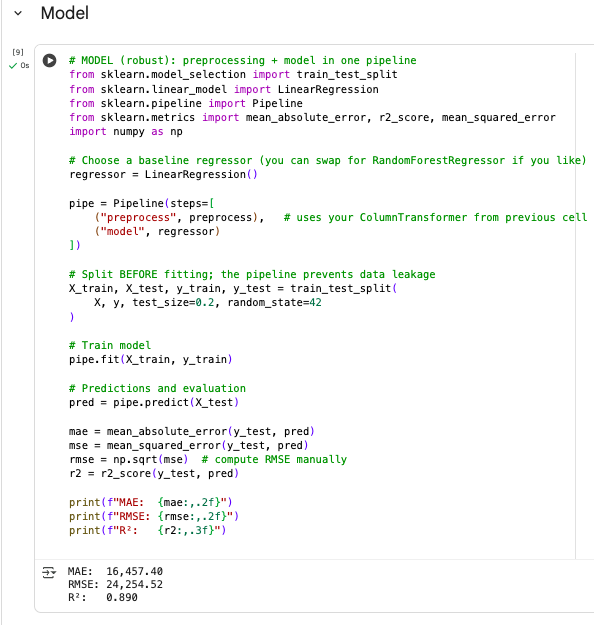 Model
[9]
0s
# MODEL (robust): preprocessing + model in one pipeline
from sklearn.model_selection import train_test_split
from sklearn.linear_model import LinearRegression
from sklearn.pipeline import Pipeline
from sklearn.metrics import mean_absolute_error, r2_score, mean_squared_error
import numpy as np

# Choose a baseline regressor (you can swap for RandomForestRegressor if you like)
regressor = LinearRegression()

pipe = Pipeline(steps=[
    ("preprocess", preprocess),   # uses your ColumnTransformer from previous cell
    ("model", regressor)
])

# Split BEFORE fitting; the pipeline prevents data leakage
X_train, X_test, y_train, y_test = train_test_split(
    X, y, test_size=0.2, random_state=42
)

# Train model
pipe.fit(X_train, y_train)

# Predictions and evaluation
pred = pipe.predict(X_test)

mae = mean_absolute_error(y_test, pred)
mse = mean_squared_error(y_test, pred)
rmse = np.sqrt(mse)  # compute RMSE manually
r2 = r2_score(y_test, pred)

print(f"MAE:  {mae:,.2f}")
print(f"RMSE: {rmse:,.2f}")
print(f"R²:   {r2:,.3f}")

MAE:  16,457.40
RMSE: 24,254.52
R²:   0.890